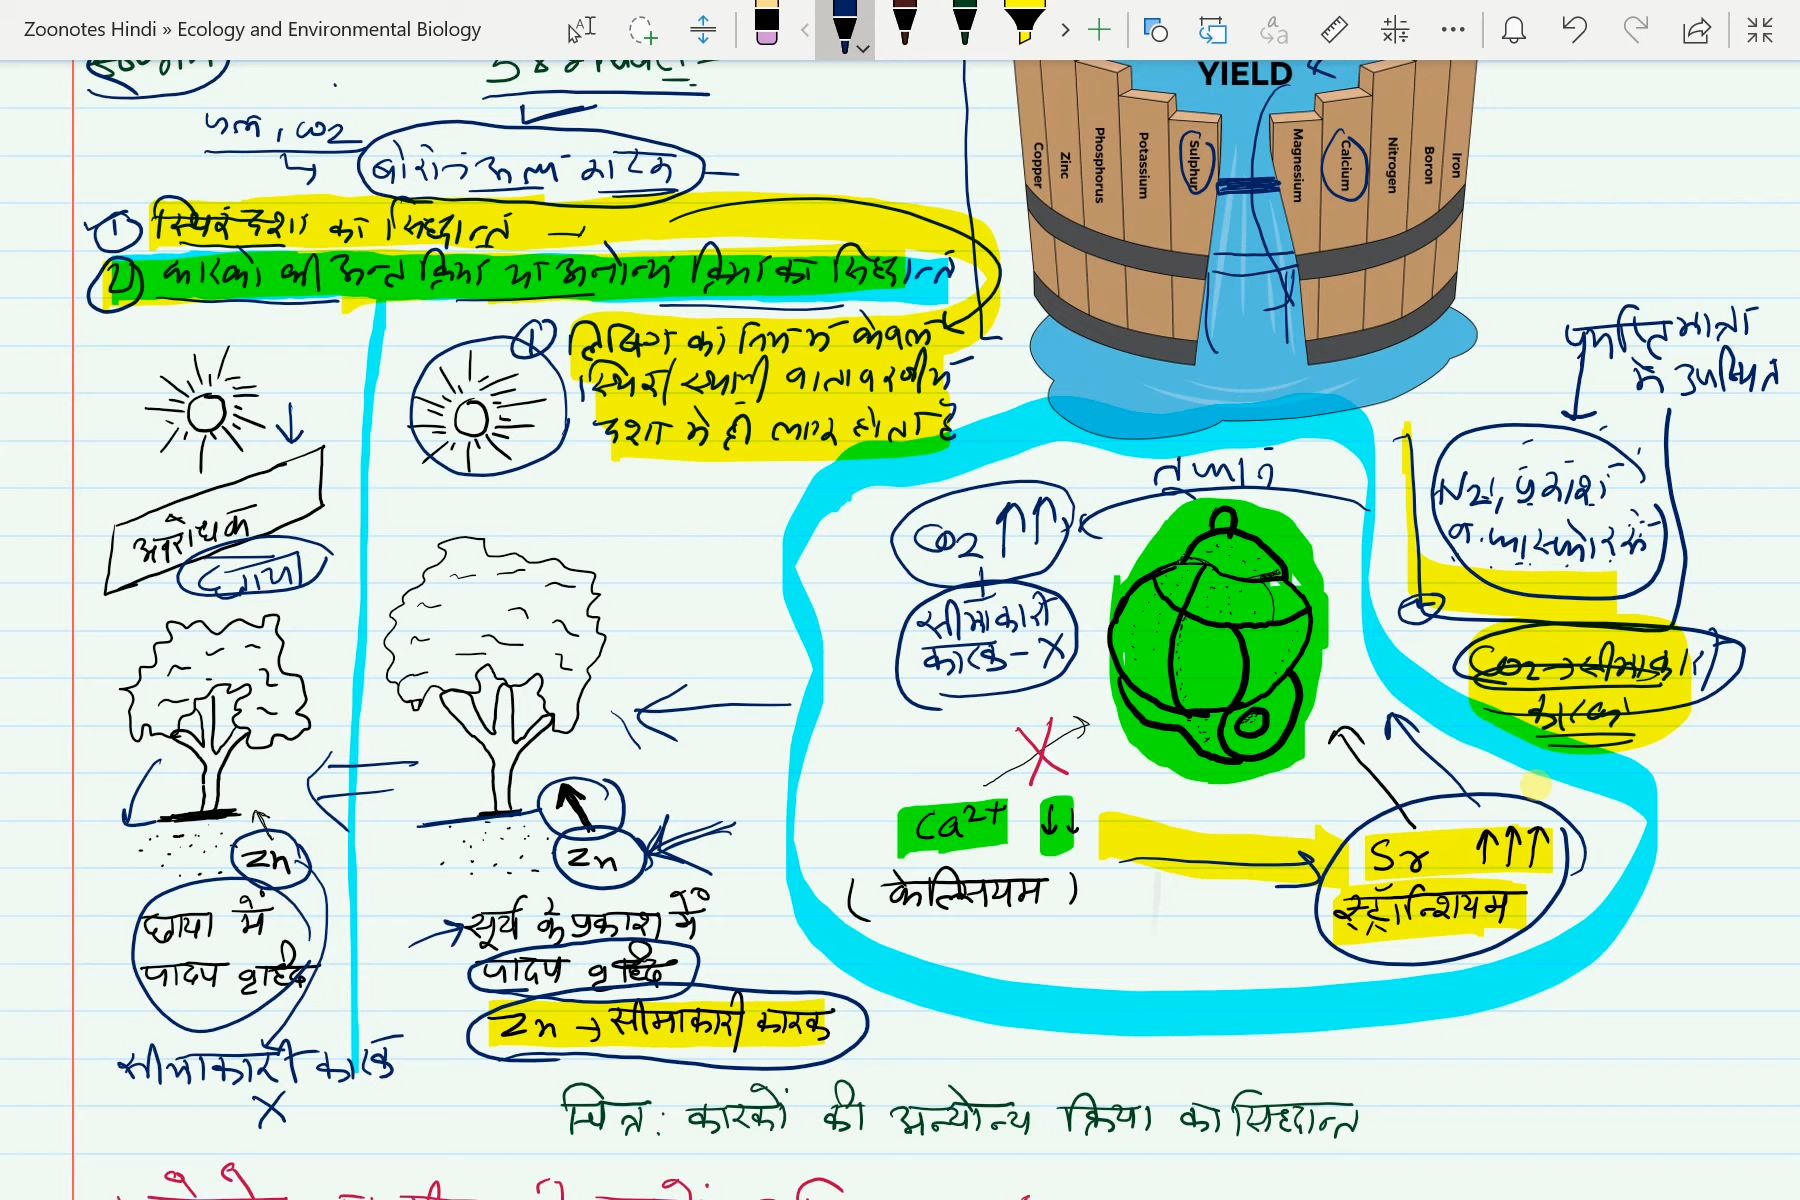 Zoonotes Hindi » Ecology and Environmental Biology
जल, CO2
बोरोन अल्प मात्रा में
① स्थिर दशा का सिद्धान्त —
② कारको की अन्त क्रिया या अन्योन्य क्रिया का सिद्धान्त
① लिबिग का नियम केवल
स्थिर/स्थायी वातावरणीय
दशा में ही लागू होता है
अवरोधक
छाया
Zn
छाया में
पादप वृद्धि
सीमाकारी कारक
X
Zn
सूर्य के प्रकाश में
पादप वृद्धि
Zn → सीमाकारी कारक
YIELD
Copper
Zinc
Phosphorus
Potassium
Sulphur
Magnesium
Calcium
Nitrogen
Boron
Iron
पर्याप्त मात्रा
में उपस्थित
N2, प्रकाश
व फास्फोरस
CO2 → सीमाकारी
कारक
CO2 ↑↑
सीमाकारी
कारक - X
Ca2+ ↓↓
( केल्सियम )
Sr ↑↑↑
स्ट्रॉन्शियम
चित्र: कारकों की अन्योन्य क्रिया का सिद्धान्त